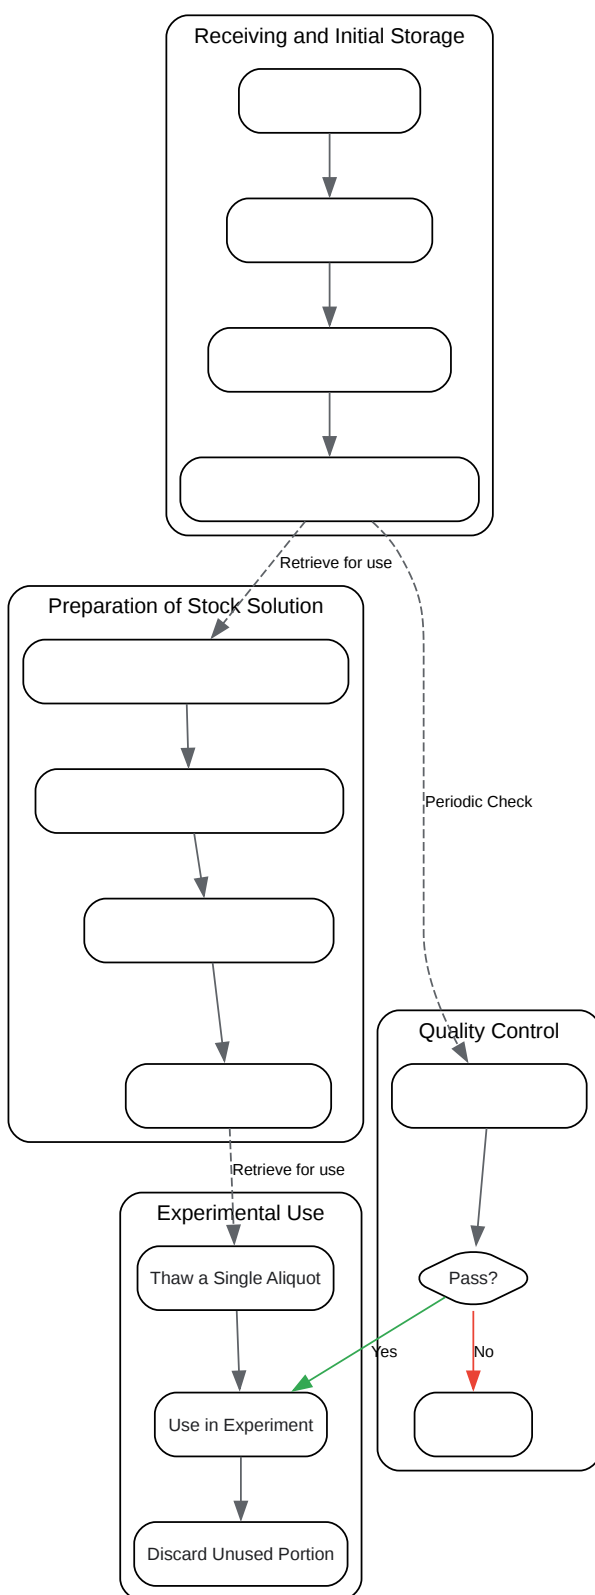 Receiving and Initial Storage
Retrieve for use
Preparation of Stock Solution
Periodic Check
Quality Control
Retrieve for use
Experimental Use
Thaw a Single Aliquot
Pass?
Yes
No
Use in Experiment
Discard Unused Portion